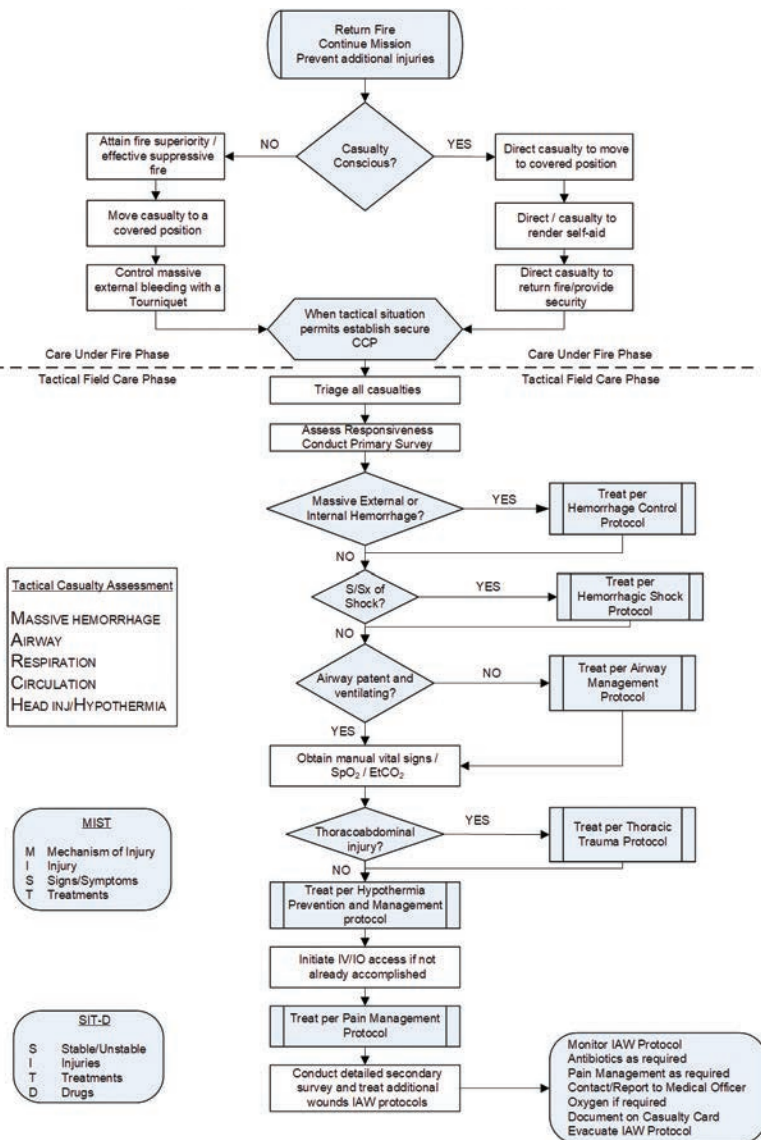 Return Fire
Continue Mission
Prevent additional injuries
Casualty
Conscious?
NO
YES
Attain fire superiority /
effective suppressive
fire
Move casualty to a
covered position
Control massive
external bleeding with a
Tourniquet
Direct casualty to move
to covered position
Direct / casualty to
render self-aid
Direct casualty to
return fire/provide
security
When tactical situation
permits establish secure
CCP
Care Under Fire Phase
Care Under Fire Phase
Tactical Field Care Phase
Tactical Field Care Phase
Triage all casualties
Assess Responsiveness
Conduct Primary Survey
Massive External or
Internal Hemorrhage?
YES
Treat per
Hemorrhage Control
Protocol
NO
S/Sx of
Shock?
YES
Treat per
Hemorrhagic Shock
Protocol
NO
Airway patent and
ventilating?
NO
Treat per Airway
Management
Protocol
YES
Obtain manual vital signs /
SpO₂ / EtCO₂
Thoracoabdominal
injury?
YES
Treat per Thoracic
Trauma Protocol
NO
Treat per Hypothermia
Prevention and Management
protocol
Initiate IV/IO access if not
already accomplished
Treat per Pain Management
Protocol
Conduct detailed secondary
survey and treat additional
wounds IAW protocols
Monitor IAW Protocol
Antibiotics as required
Pain Management as required
Contact/Report to Medical Officer
Oxygen if required
Document on Casualty Card
Evacuate IAW Protocol
Tactical Casualty Assessment
MASSIVE HEMORRHAGE
AIRWAY
RESPIRATION
CIRCULATION
HEAD INJ/HYPOTHERMIA
MIST
M Mechanism of Injury
I Injury
S Signs/Symptoms
T Treatments
SIT-D
S Stable/Unstable
I Injuries
T Treatments
D Drugs